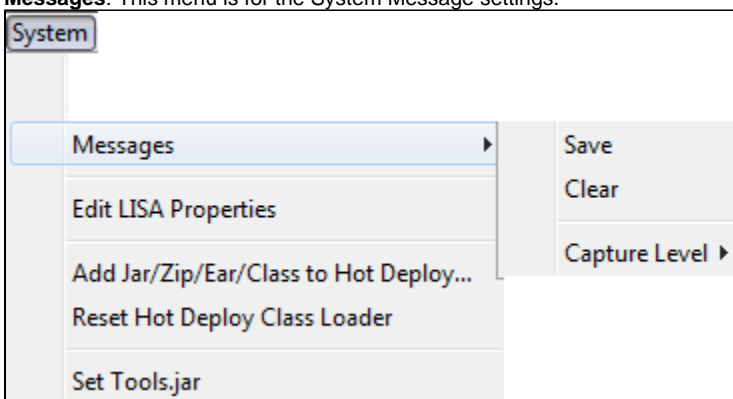 Messages: This menu is for the System Message settings.
System
Messages
Save
Clear
Edit LISA Properties
Capture Level
Add Jar/Zip/Ear/Class to Hot Deploy...
Reset Hot Deploy Class Loader
Set Tools.jar